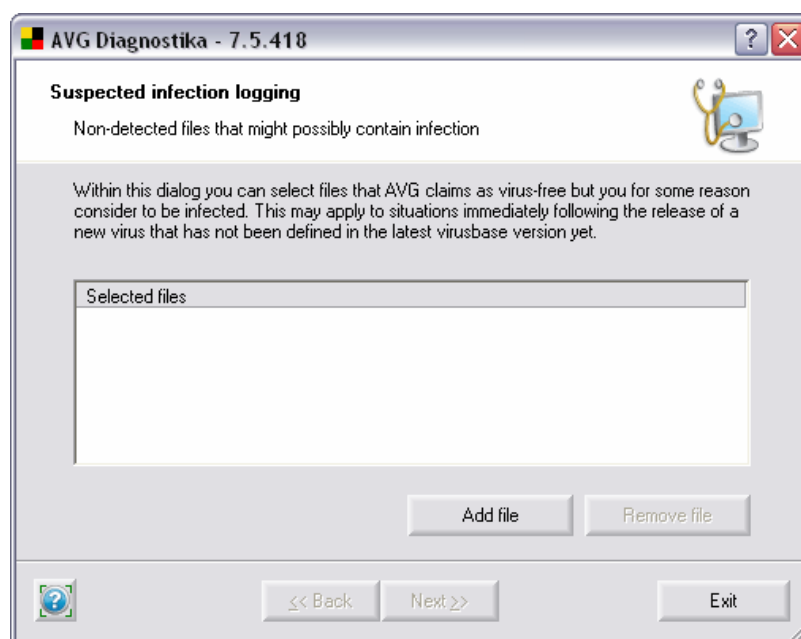 AVG Diagnostika - 7.5.418
Suspected infection logging
Non-detected files that might possibly contain infection
Within this dialog you can select files that AVG claims as virus-free but you for some reason
consider to be infected. This may apply to situations immediately following the release of a
new virus that has not been defined in the latest virusbase version yet.
Selected files
Add file
Remove file
<< Back
Next >>
Exit